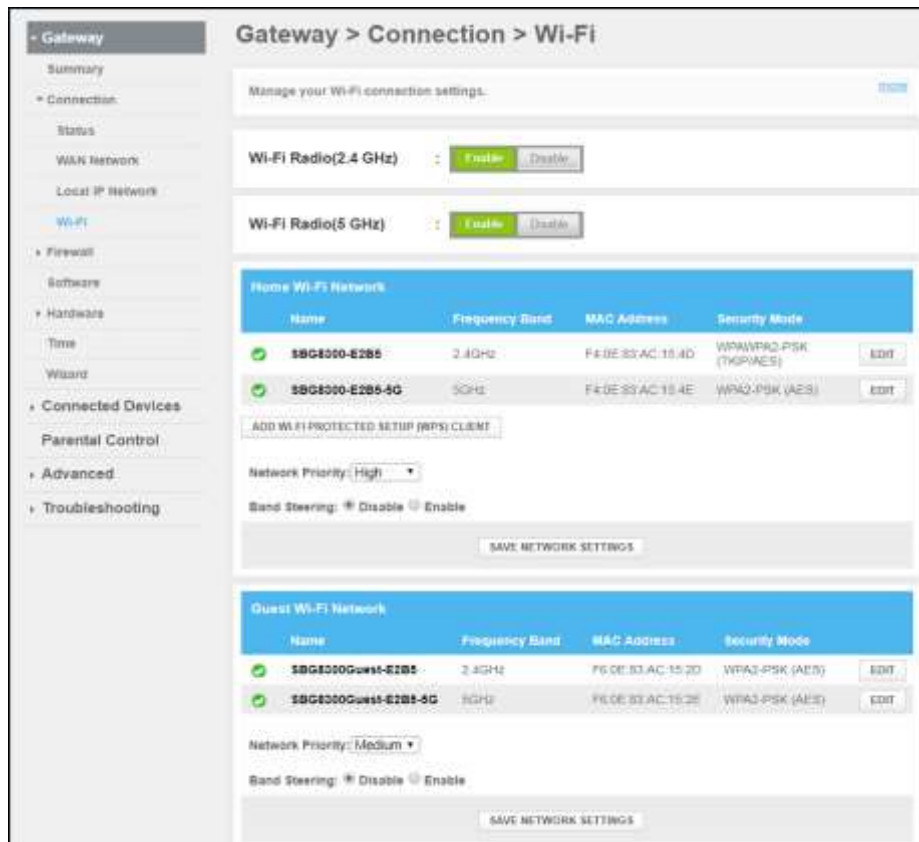 Gateway
Summary
Connection
Status
WAN Network
Local IP Network
Wi-Fi
Firewall
Software
Hardware
Time
Wizard
Connected Devices
Parental Control
Advanced
Troubleshooting
Gateway > Connection > Wi-Fi
Manage your Wi-Fi connection settings.
more
Wi-Fi Radio(2.4 GHz) : Enable Disable
Wi-Fi Radio(5 GHz) : Enable Disable
Home Wi-Fi Network
Name Frequency Band MAC Address Security Mode
SBG8300-E2B5 2.4GHz F4:0E:83:AC:15:4D WPAWPA2-PSK (TKIP/AES) EDIT
SBG8300-E2B5-5G 5GHz F4:0E:83:AC:15:4E WPA2-PSK (AES) EDIT
ADD WI-FI PROTECTED SETUP (WPS) CLIENT
Network Priority: High
Band Steering: Disable Enable
SAVE NETWORK SETTINGS
Guest Wi-Fi Network
Name Frequency Band MAC Address Security Mode
SBG8300Guest-E2B5 2.4GHz F6:0E:83:AC:15:2D WPA2-PSK (AES) EDIT
SBG8300Guest-E2B5-5G 5GHz F6:0E:83:AC:15:2E WPA2-PSK (AES) EDIT
Network Priority: Medium
Band Steering: Disable Enable
SAVE NETWORK SETTINGS